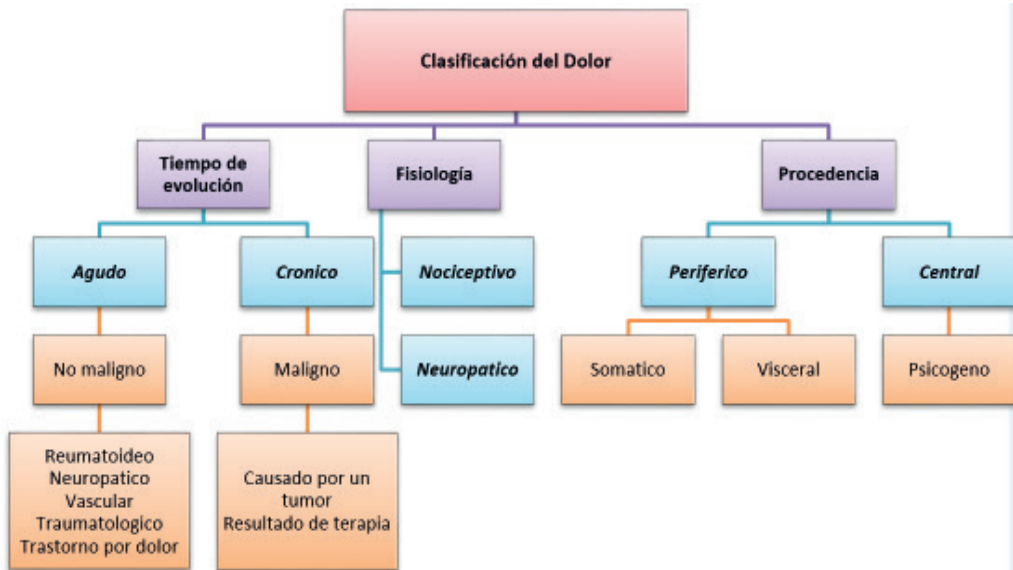 Clasificación del Dolor
Tiempo de
evolución
Fisiología
Procedencia
Agudo
Cronico
Nociceptivo
Periferico
Central
No maligno
Maligno
Neuropatico
Somatico
Visceral
Psicogeno
Reumatoideo
Neuropatico
Vascular
Traumatologico
Trastorno por dolor
Causado por un
tumor
Resultado de terapia